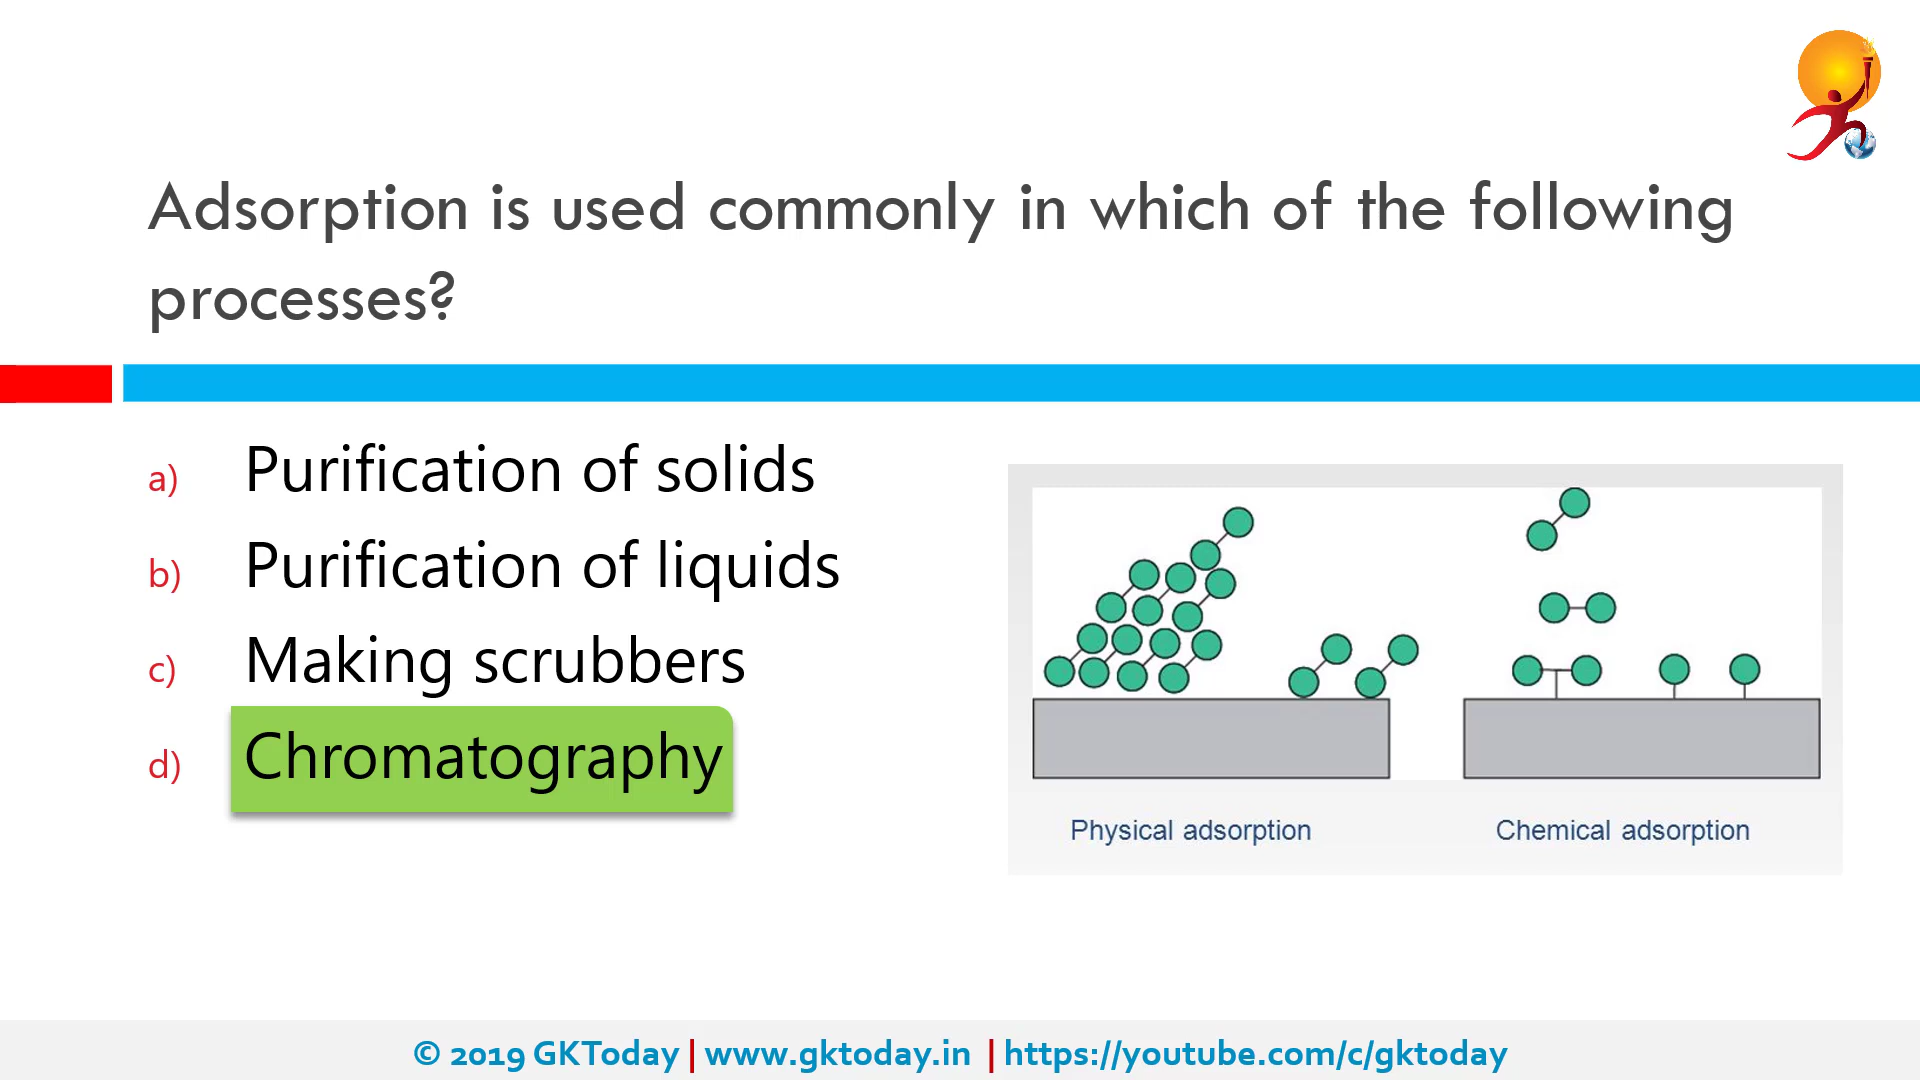 Adsorption is used commonly in which of the following
processes?
a) Purification of solids
b) Purification of liquids
c) Making scrubbers
d) Chromatography
Physical adsorption
Chemical adsorption
© 2019 GKToday | www.gktoday.in | https://youtube.com/c/gktoday